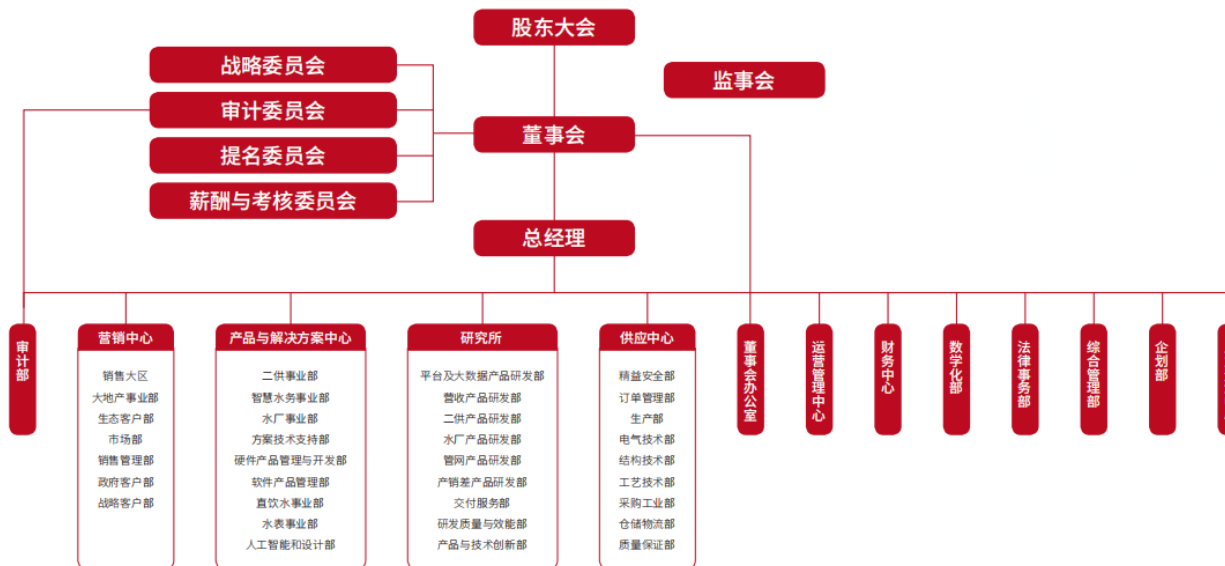 股东大会
战略委员会
监事会
审计委员会
董事会
提名委员会
薪酬与考核委员会
总经理
审计部
营销中心
销售大区
大地产事业部
生态客户部
市场部
销售管理部
政府客户部
战略客户部
产品与解决方案中心
二供事业部
智慧水务事业部
水厂事业部
方案技术支持部
硬件产品管理与开发部
软件产品管理部
直饮水事业部
水表事业部
人工智能和设计部
研究所
平台及大数据产品研发部
营收产品研发部
二供产品研发部
水厂产品研发部
管网产品研发部
产销差产品研发部
交付服务部
研发质量与效能部
产品与技术创新部
供应中心
精益安全部
订单管理部
生产部
电气技术部
结构技术部
工艺技术部
采购工业部
仓储物流部
质量保证部
董事会办公室
运营管理中心
财务中心
数字化部
法律事务部
综合管理部
企划部